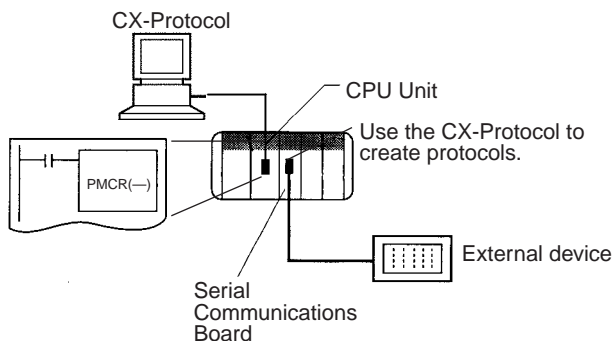 CX-Protocol
CPU Unit
Use the CX-Protocol to
create protocols.
PMCR(—)
External device
Serial
Communications
Board